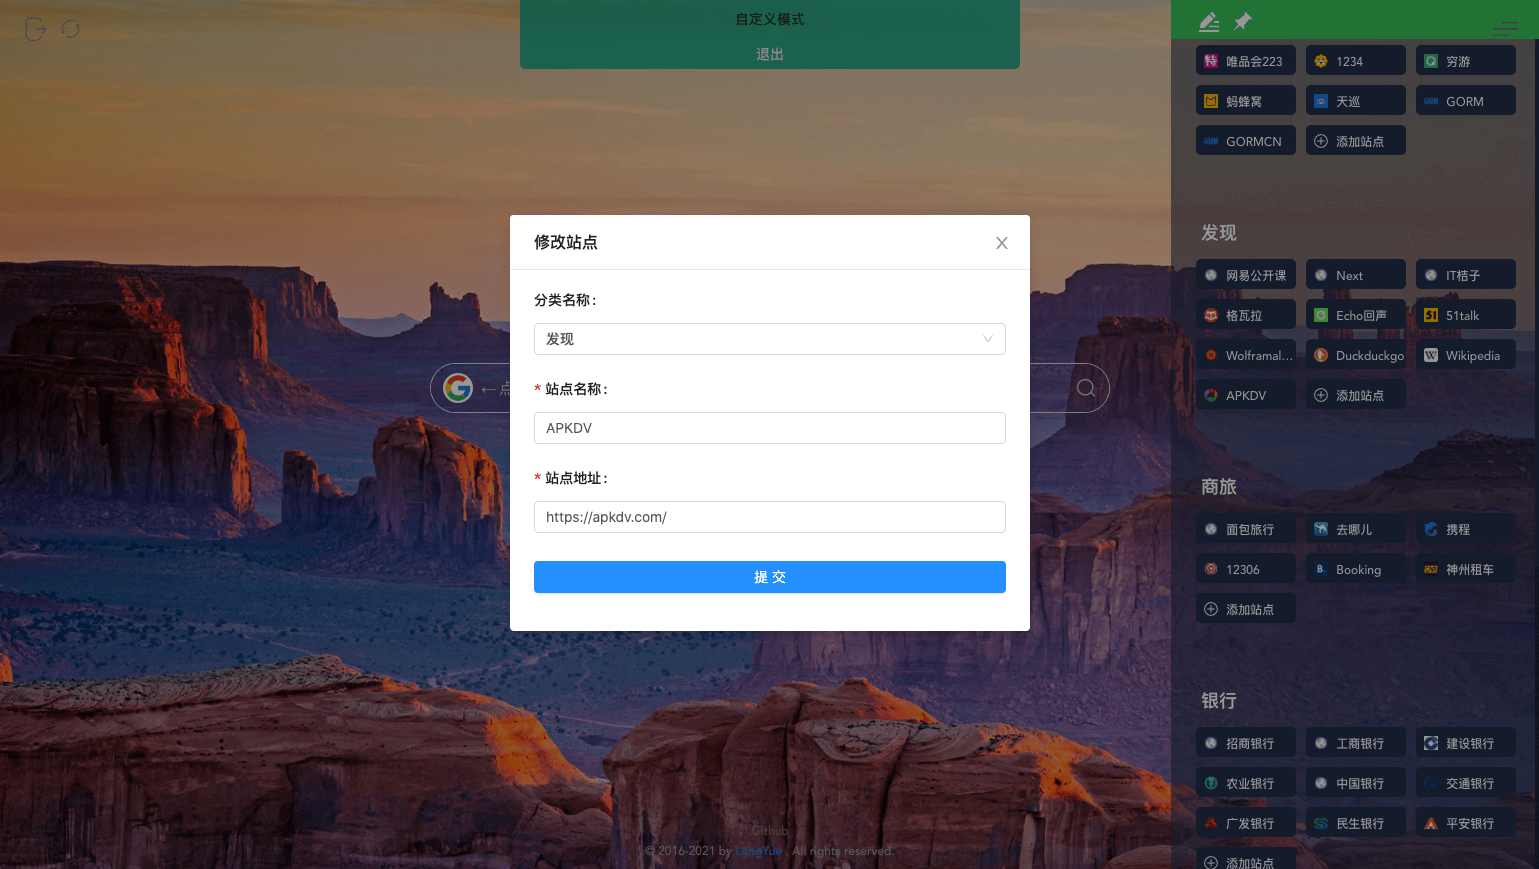 自定义模式
退出
唯品会223
1234
穷游
蚂蜂窝
天巡
GORM
GORMCN
添加站点
发现
网易公开课
Next
IT桔子
格瓦拉
Echo回声
51talk
Wolframal...
Duckduckgo
Wikipedia
APKDV
添加站点
商旅
面包旅行
去哪儿
携程
12306
Booking
神州租车
添加站点
银行
招商银行
工商银行
建设银行
农业银行
中国银行
交通银行
广发银行
民生银行
平安银行
添加站点
修改站点
分类名称:
发现
* 站点名称:
APKDV
* 站点地址:
https://apkdv.com/
提 交
←点
Github
© 2016-2021 by LangYue . All rights reserved.